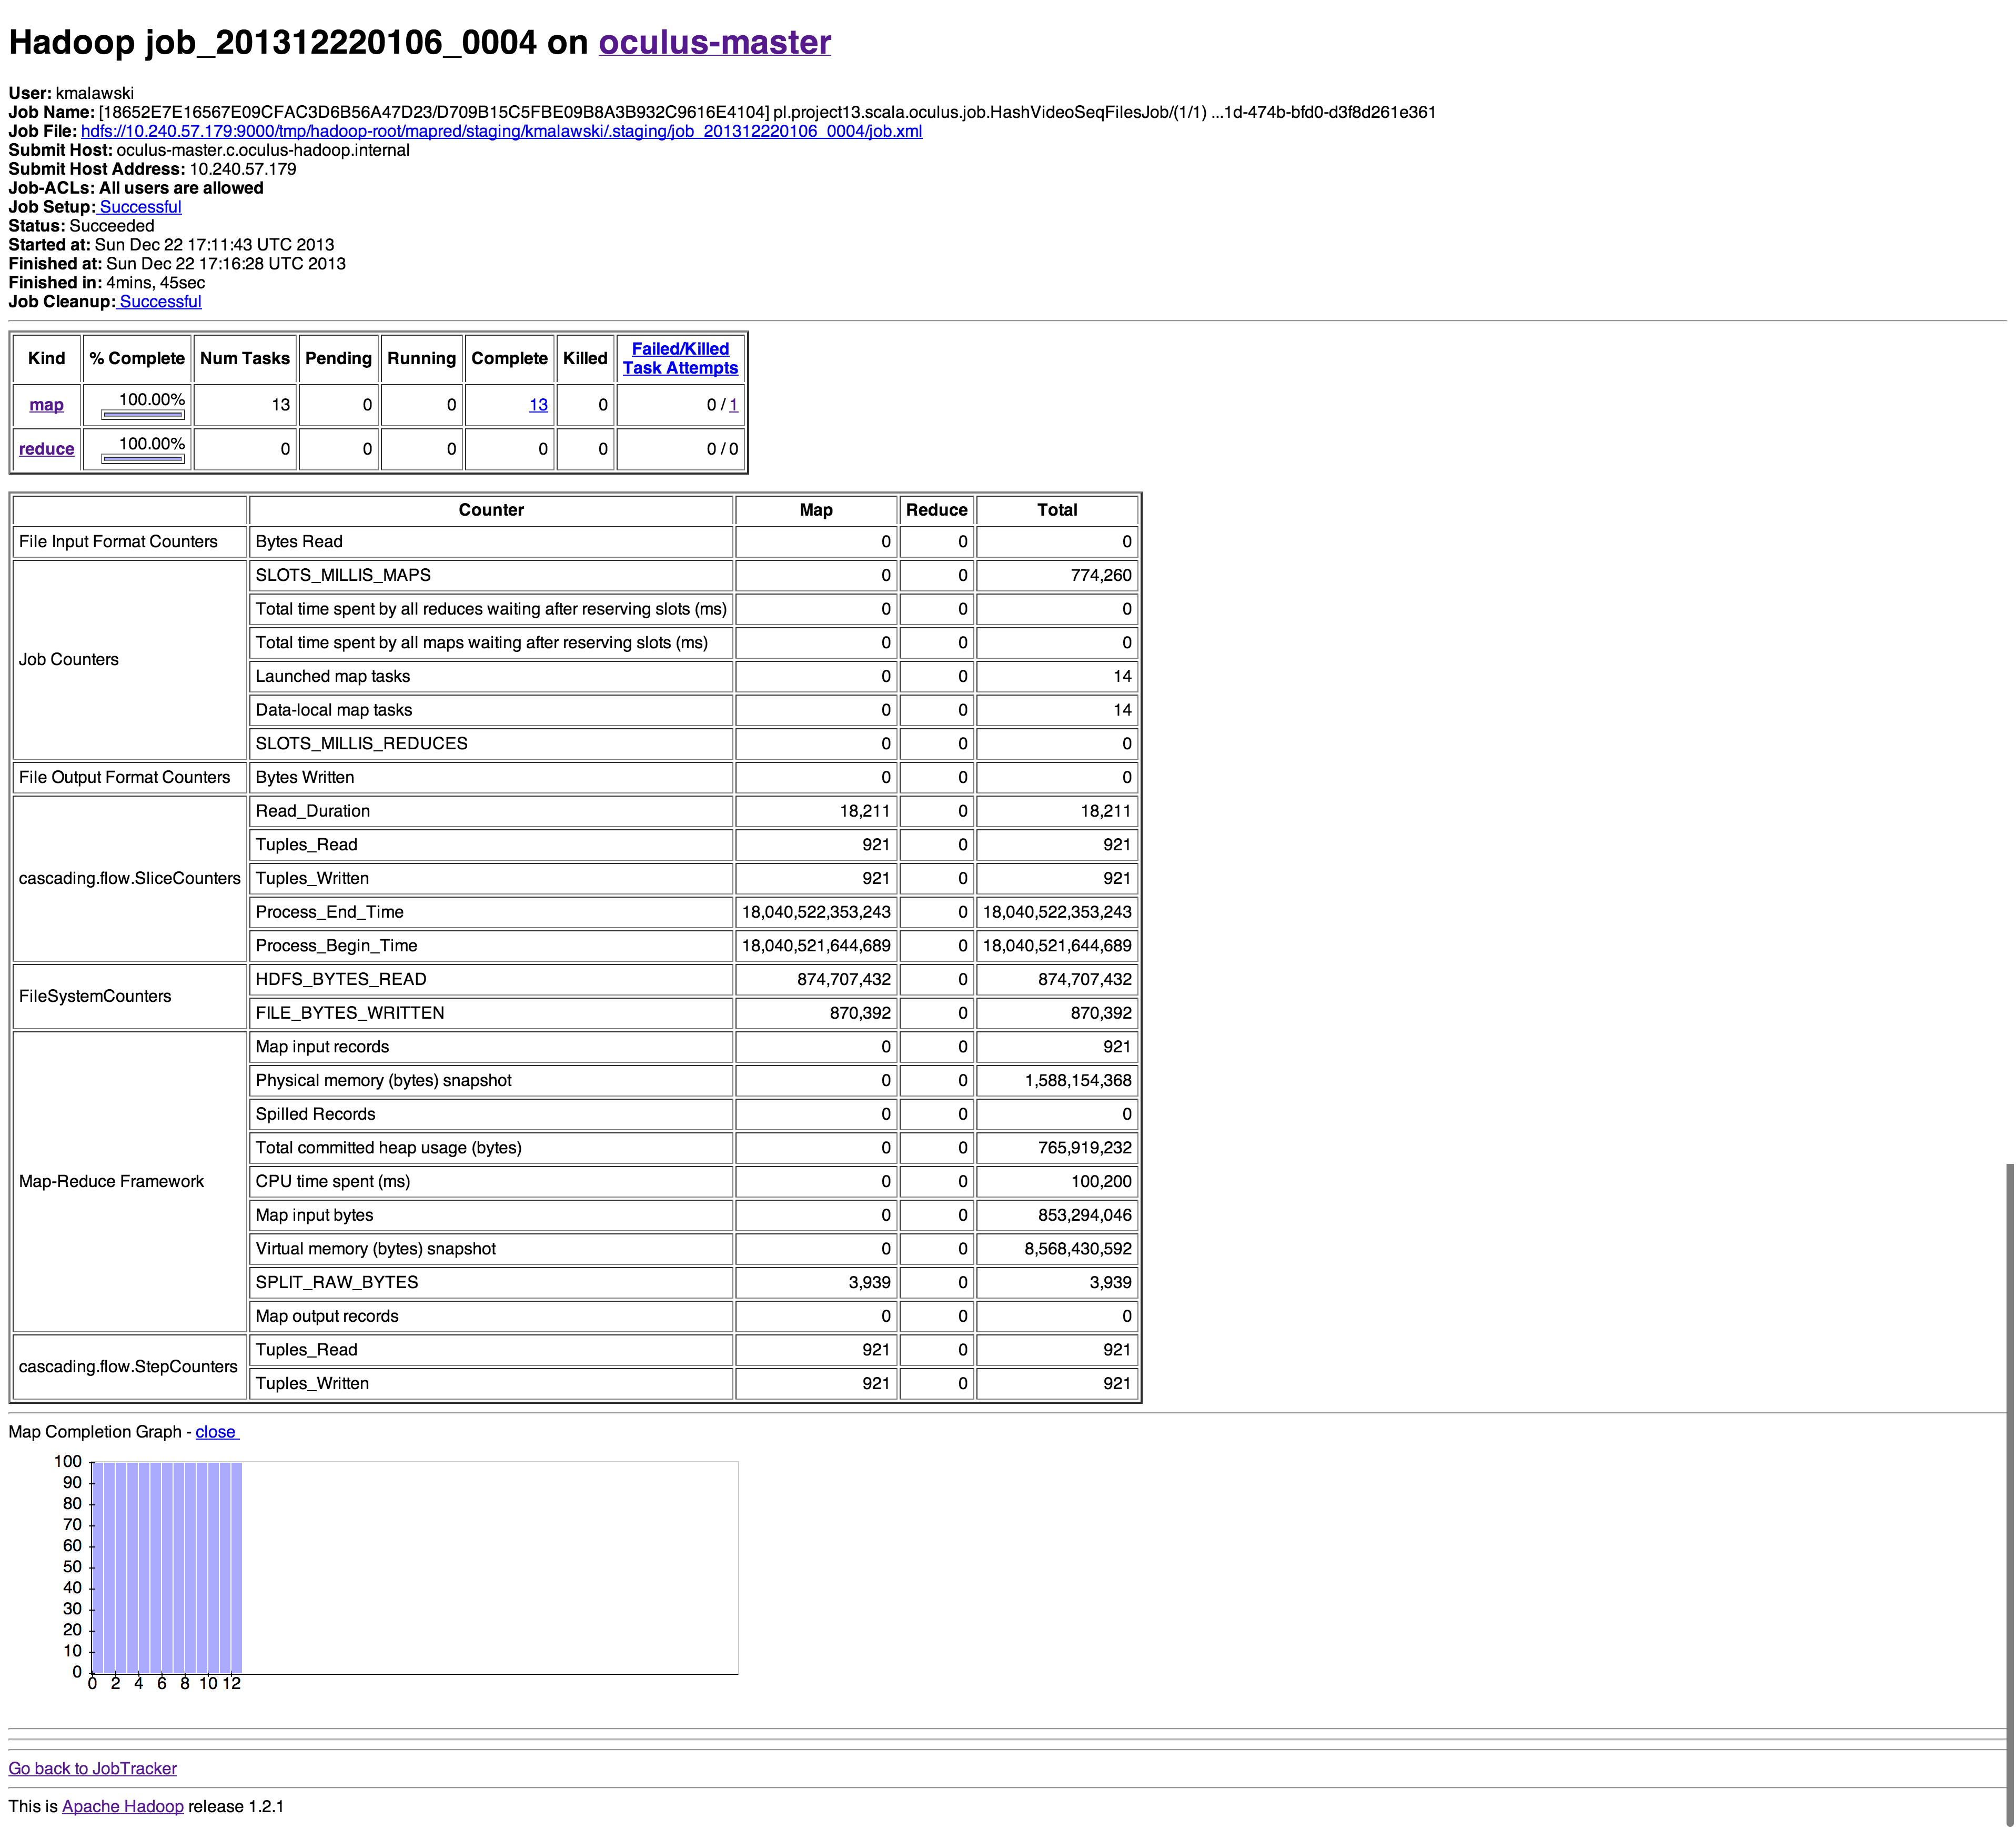 Hadoop job_201312220106_0004 on oculus-master
User: kmalawski
Job Name: [18652E7E16567E09CFAC3D6B56A47D23/D709B15C5FBE09B8A3B932C9616E4104] pl.project13.scala.oculus.job.HashVideoSeqFilesJob/(1/1) ...1d-474b-bfd0-d3f8d261e361
Job File: hdfs://10.240.57.179:9000/tmp/hadoop-root/mapred/staging/kmalawski/.staging/job_201312220106_0004/job.xml
Submit Host: oculus-master.c.oculus-hadoop.internal
Submit Host Address: 10.240.57.179
Job-ACLs: All users are allowed
Job Setup: Successful
Status: Succeeded
Started at: Sun Dec 22 17:11:43 UTC 2013
Finished at: Sun Dec 22 17:16:28 UTC 2013
Finished in: 4mins, 45sec
Job Cleanup: Successful
Kind % Complete Num Tasks Pending Running Complete Killed Failed/Killed
Task Attempts
map 100.00% 13 0 0 13 0 0 / 1
reduce 100.00% 0 0 0 0 0 0 / 0
Counter Map Reduce Total
File Input Format Counters Bytes Read 0 0 0
Job Counters SLOTS_MILLIS_MAPS 0 0 774,260
Total time spent by all reduces waiting after reserving slots (ms) 0 0 0
Total time spent by all maps waiting after reserving slots (ms) 0 0 0
Launched map tasks 0 0 14
Data-local map tasks 0 0 14
SLOTS_MILLIS_REDUCES 0 0 0
File Output Format Counters Bytes Written 0 0 0
cascading.flow.SliceCounters Read_Duration 18,211 0 18,211
Tuples_Read 921 0 921
Tuples_Written 921 0 921
Process_End_Time 18,040,522,353,243 0 18,040,522,353,243
Process_Begin_Time 18,040,521,644,689 0 18,040,521,644,689
FileSystemCounters HDFS_BYTES_READ 874,707,432 0 874,707,432
FILE_BYTES_WRITTEN 870,392 0 870,392
Map-Reduce Framework Map input records 0 0 921
Physical memory (bytes) snapshot 0 0 1,588,154,368
Spilled Records 0 0 0
Total committed heap usage (bytes) 0 0 765,919,232
CPU time spent (ms) 0 0 100,200
Map input bytes 0 0 853,294,046
Virtual memory (bytes) snapshot 0 0 8,568,430,592
SPLIT_RAW_BYTES 3,939 0 3,939
Map output records 0 0 0
cascading.flow.StepCounters Tuples_Read 921 0 921
Tuples_Written 921 0 921
Map Completion Graph - close
100
90
80
70
60
50
40
30
20
10
0
0 2 4 6 8 10 12
Go back to JobTracker
This is Apache Hadoop release 1.2.1